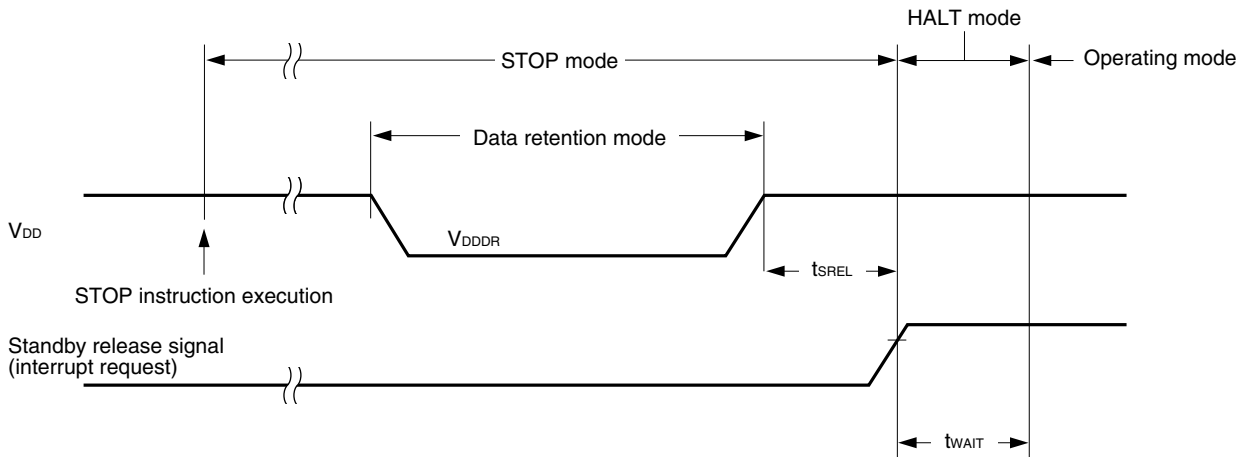 HALT mode
STOP mode
Operating mode
Data retention mode
VDD
VDDDR
tSREL
STOP instruction execution
Standby release signal
(interrupt request)
tWAIT